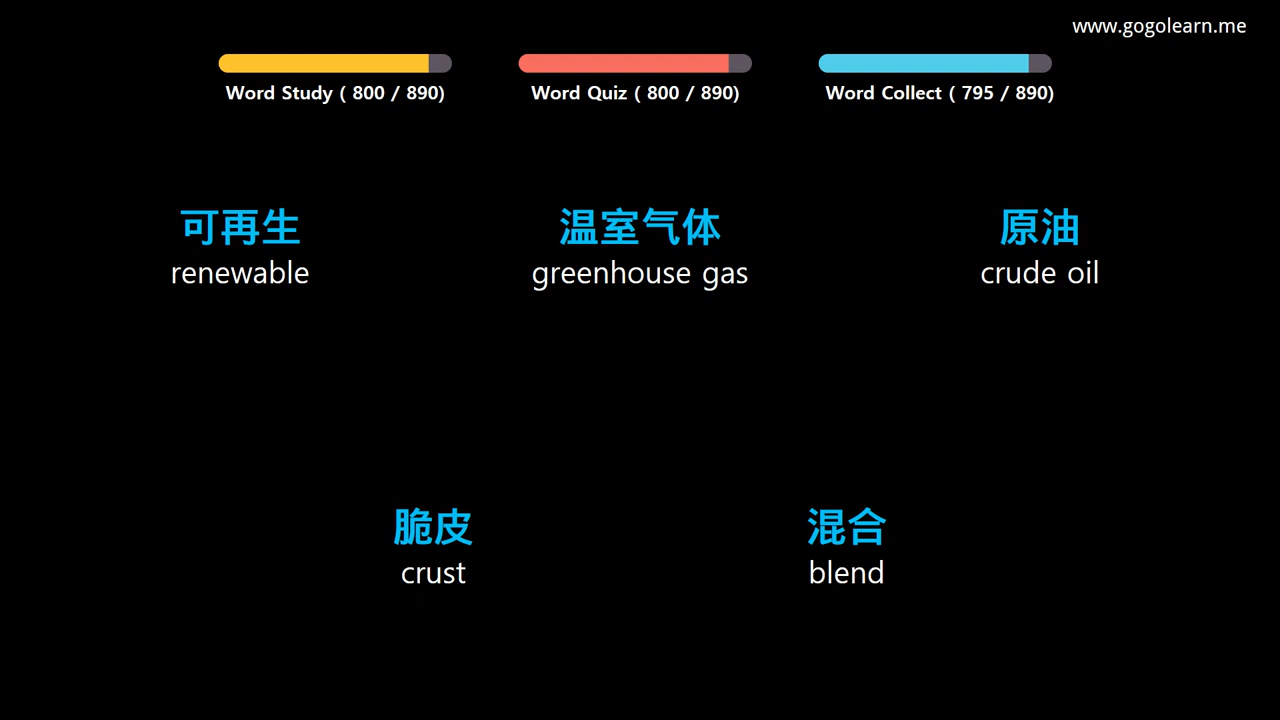 www.gogolearn.me
Word Study ( 800 / 890)
Word Quiz ( 800 / 890)
Word Collect ( 795 / 890)
可再生
renewable
温室气体
greenhouse gas
原油
crude oil
脆皮
crust
混合
blend